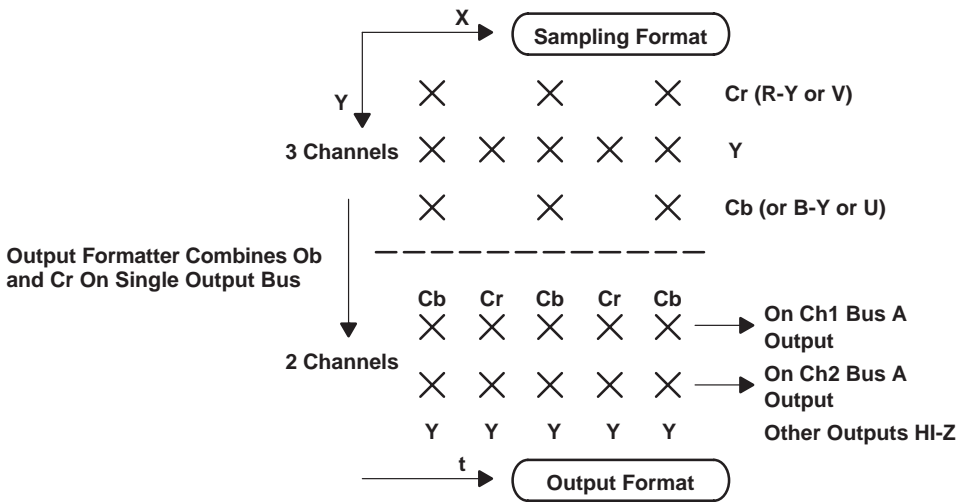 X
Sampling Format
Y
Cr (R-Y or V)
3 Channels
Y
Cb (or B-Y or U)
Output Formatter Combines Ob
and Cr On Single Output Bus
Cb Cr Cb Cr Cb
On Ch1 Bus A
Output
2 Channels
On Ch2 Bus A
Output
Y Y Y Y Y
Other Outputs HI-Z
t
Output Format